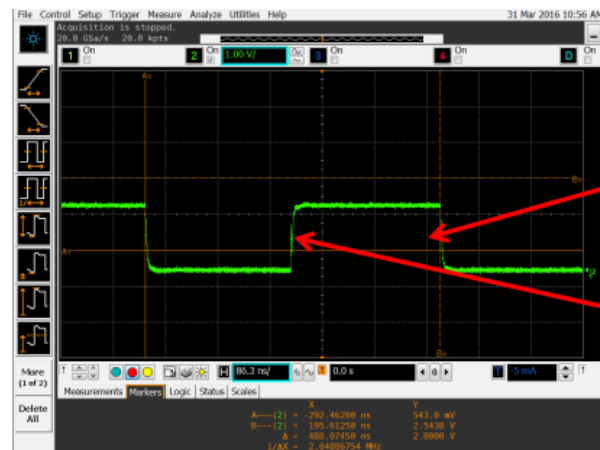 File Control Setup Trigger Measure Analyze Utilities Help 31 Mar 2016 10:56 AM
Acquisition is stopped.
20.0 GSa/s 20.0 kpts
1 On 2 On 1.00 V/ 3 On 4 On D On
Ax
By
Ay
2
Bx
More
(1 of 2)
Delete
All
H 86.3 ns/ 0.0 s 0 T -5 mA
Measurements Markers Logic Status Scales
X Y
A---(2) = -292.46200 ns 543.0 mV
B---(2) = 195.61250 ns 2.5430 V
Δ = 488.07450 ns 2.0000 V
1/ΔX = 2.04886754 MHz